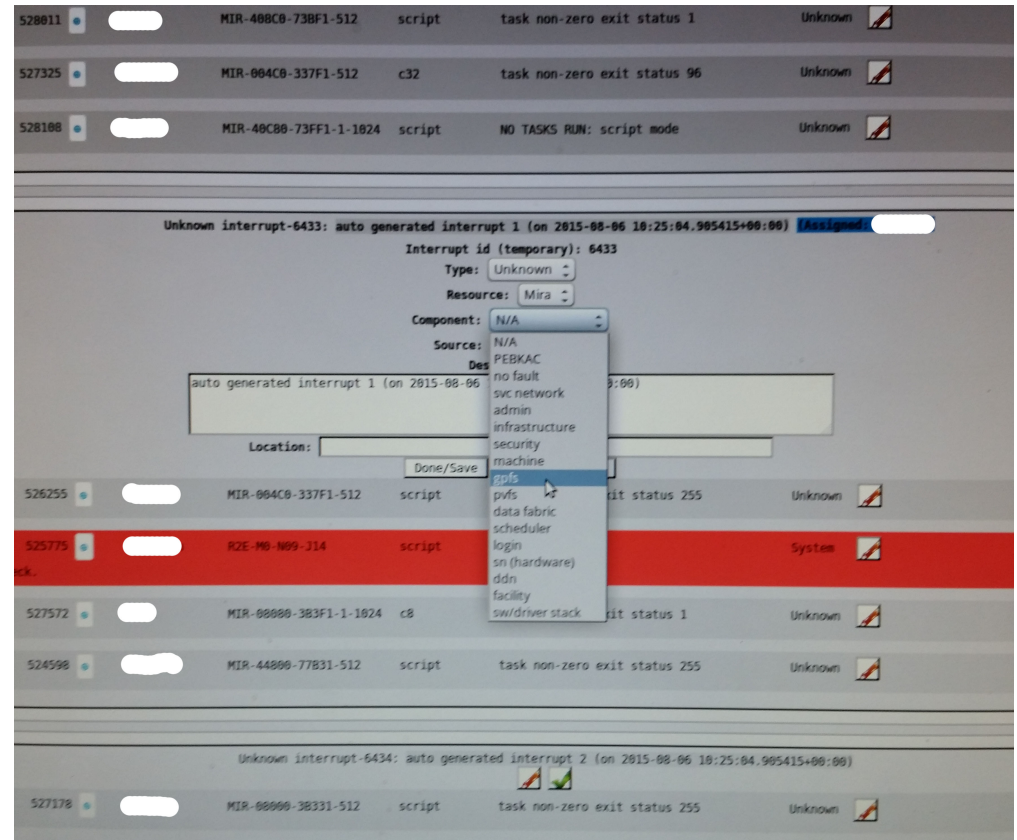 528011 MIR-408C0-73BF1-512 script task non-zero exit status 1 Unknown
527325 MIR-004C0-337F1-512 c32 task non-zero exit status 96 Unknown
528108 MIR-40C80-73FF1-1-1024 script NO TASKS RUN: script mode Unknown
Unknown interrupt-6433: auto generated interrupt 1 (on 2015-08-06 10:25:04.905415+00:00) (Assigned:
Interrupt id (temporary): 6433
Type: Unknown
Resource: Mira
Component: N/A
Source:
Des
N/A
PEBKAC
no fault
svc network
admin
infrastructure
security
machine
gpfs
pvfs
data fabric
scheduler
login
sn (hardware)
ddn
facility
sw/driver stack
auto generated interrupt 1 (on 2015-08-06 :00)
Location:
Done/Save
526255 MIR-004C0-337F1-512 script it status 255 Unknown
525775 R2E-M0-N09-J14 script System
ck.
527572 MIR-08000-3B3F1-1-1024 c8 it status 1 Unknown
524598 MIR-44800-77B31-512 script task non-zero exit status 255 Unknown
Unknown interrupt-6434: auto generated interrupt 2 (on 2015-08-06 10:25:04.905415+00:00)
527178 MIR-08000-3B331-512 script task non-zero exit status 255 Unknown